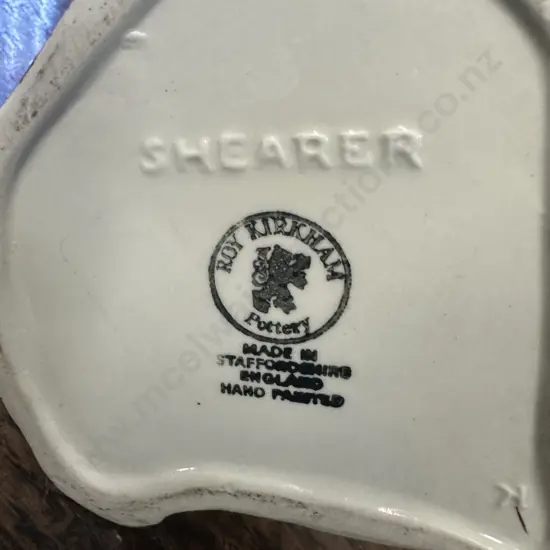 SHEARER
ROY KIRKHAM
Pottery
MADE IN
STAFFORDSHIRE
ENGLAND
HAND PAINTED